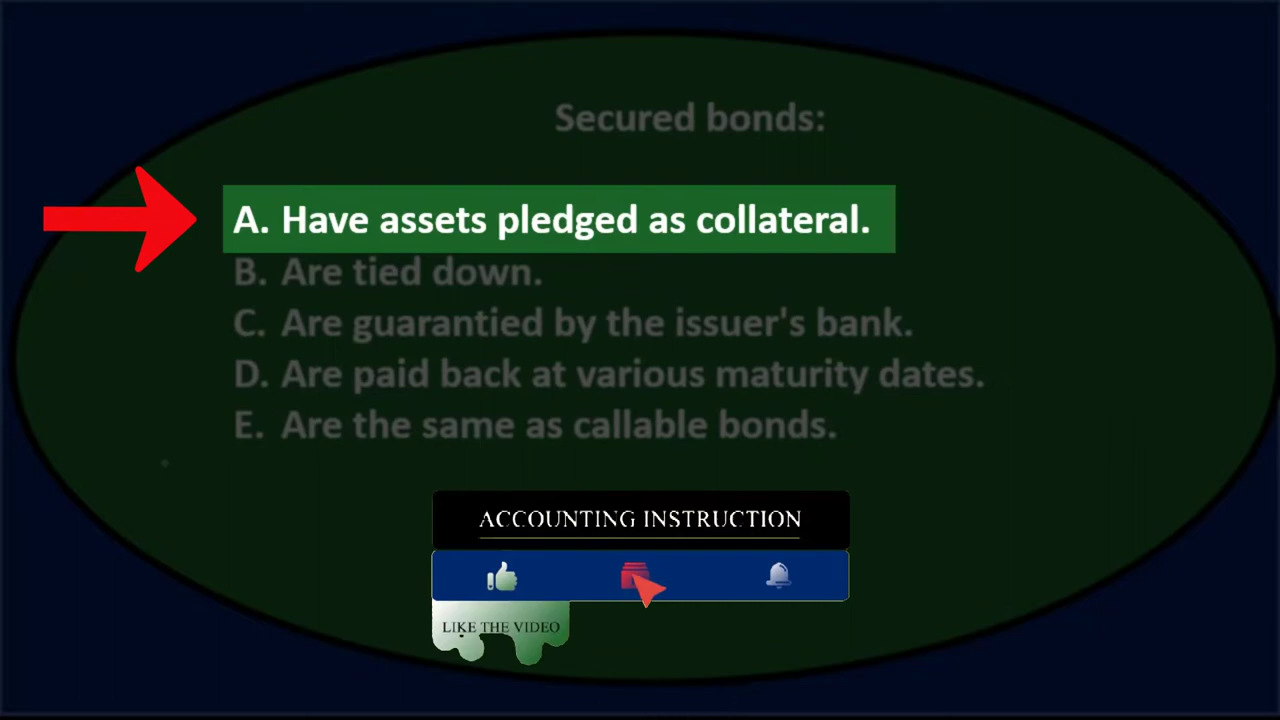 Secured bonds:
A. Have assets pledged as collateral.
B. Are tied down.
C. Are guarantied by the issuer's bank.
D. Are paid back at various maturity dates.
E. Are the same as callable bonds.
ACCOUNTING INSTRUCTION
LIKE THE VIDEO